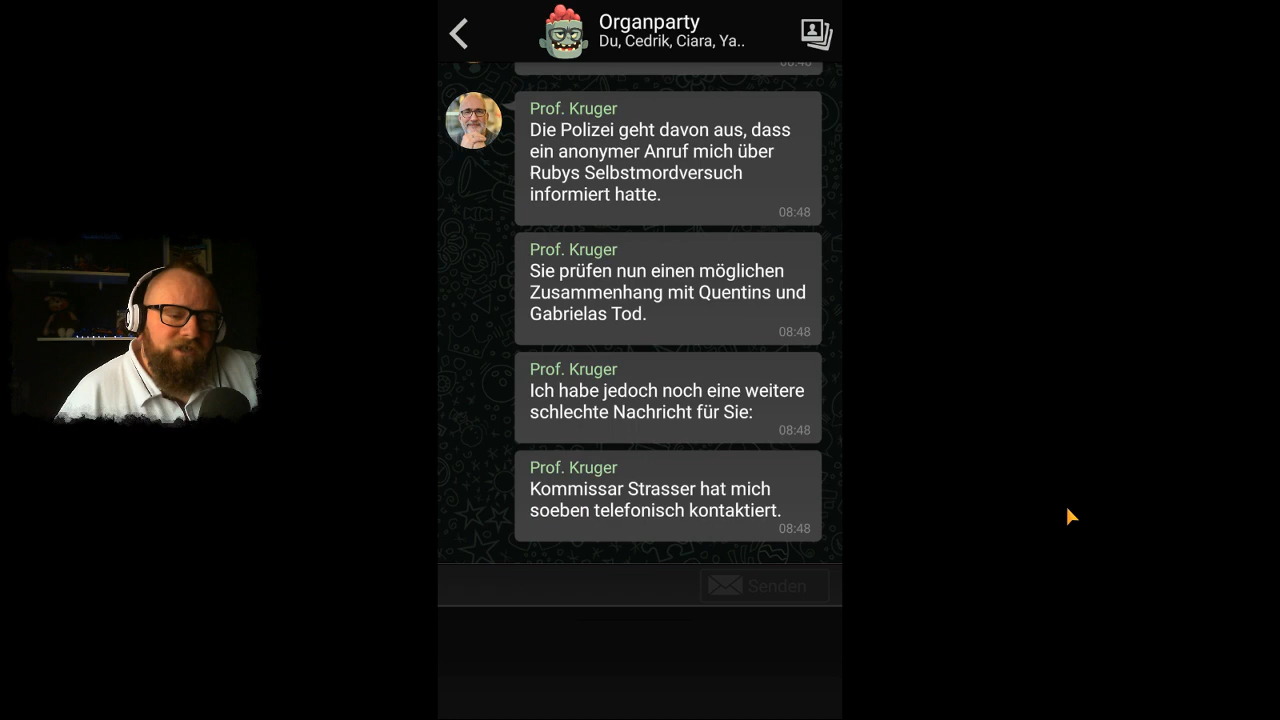 Organparty
Du, Cedrik, Ciara, Ya..
08:48
Prof. Kruger
Die Polizei geht davon aus, dass
ein anonymer Anruf mich über
Rubys Selbstmordversuch
informiert hatte.
08:48
Prof. Kruger
Sie prüfen nun einen möglichen
Zusammenhang mit Quentins und
Gabrielas Tod.
08:48
Prof. Kruger
Ich habe jedoch noch eine weitere
schlechte Nachricht für Sie:
08:48
Prof. Kruger
Kommissar Strasser hat mich
soeben telefonisch kontaktiert.
08:48
Senden